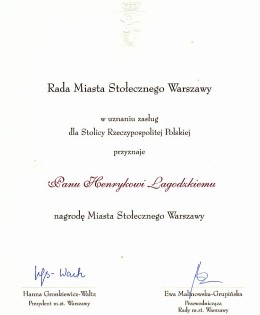 Rada Miasta Stołecznego Warszawy
w uznaniu zasług
dla Stolicy Rzeczypospolitej Polskiej
przyznaje
Panu Henrykowi Łagodzkiemu
nagrodę Miasta Stołecznego Warszawy
Hanna Gronkiewicz-Waltz
Prezydent m.st. Warszawy
Ewa Malinowska-Grupińska
Przewodnicząca
Rady m.st. Warszawy